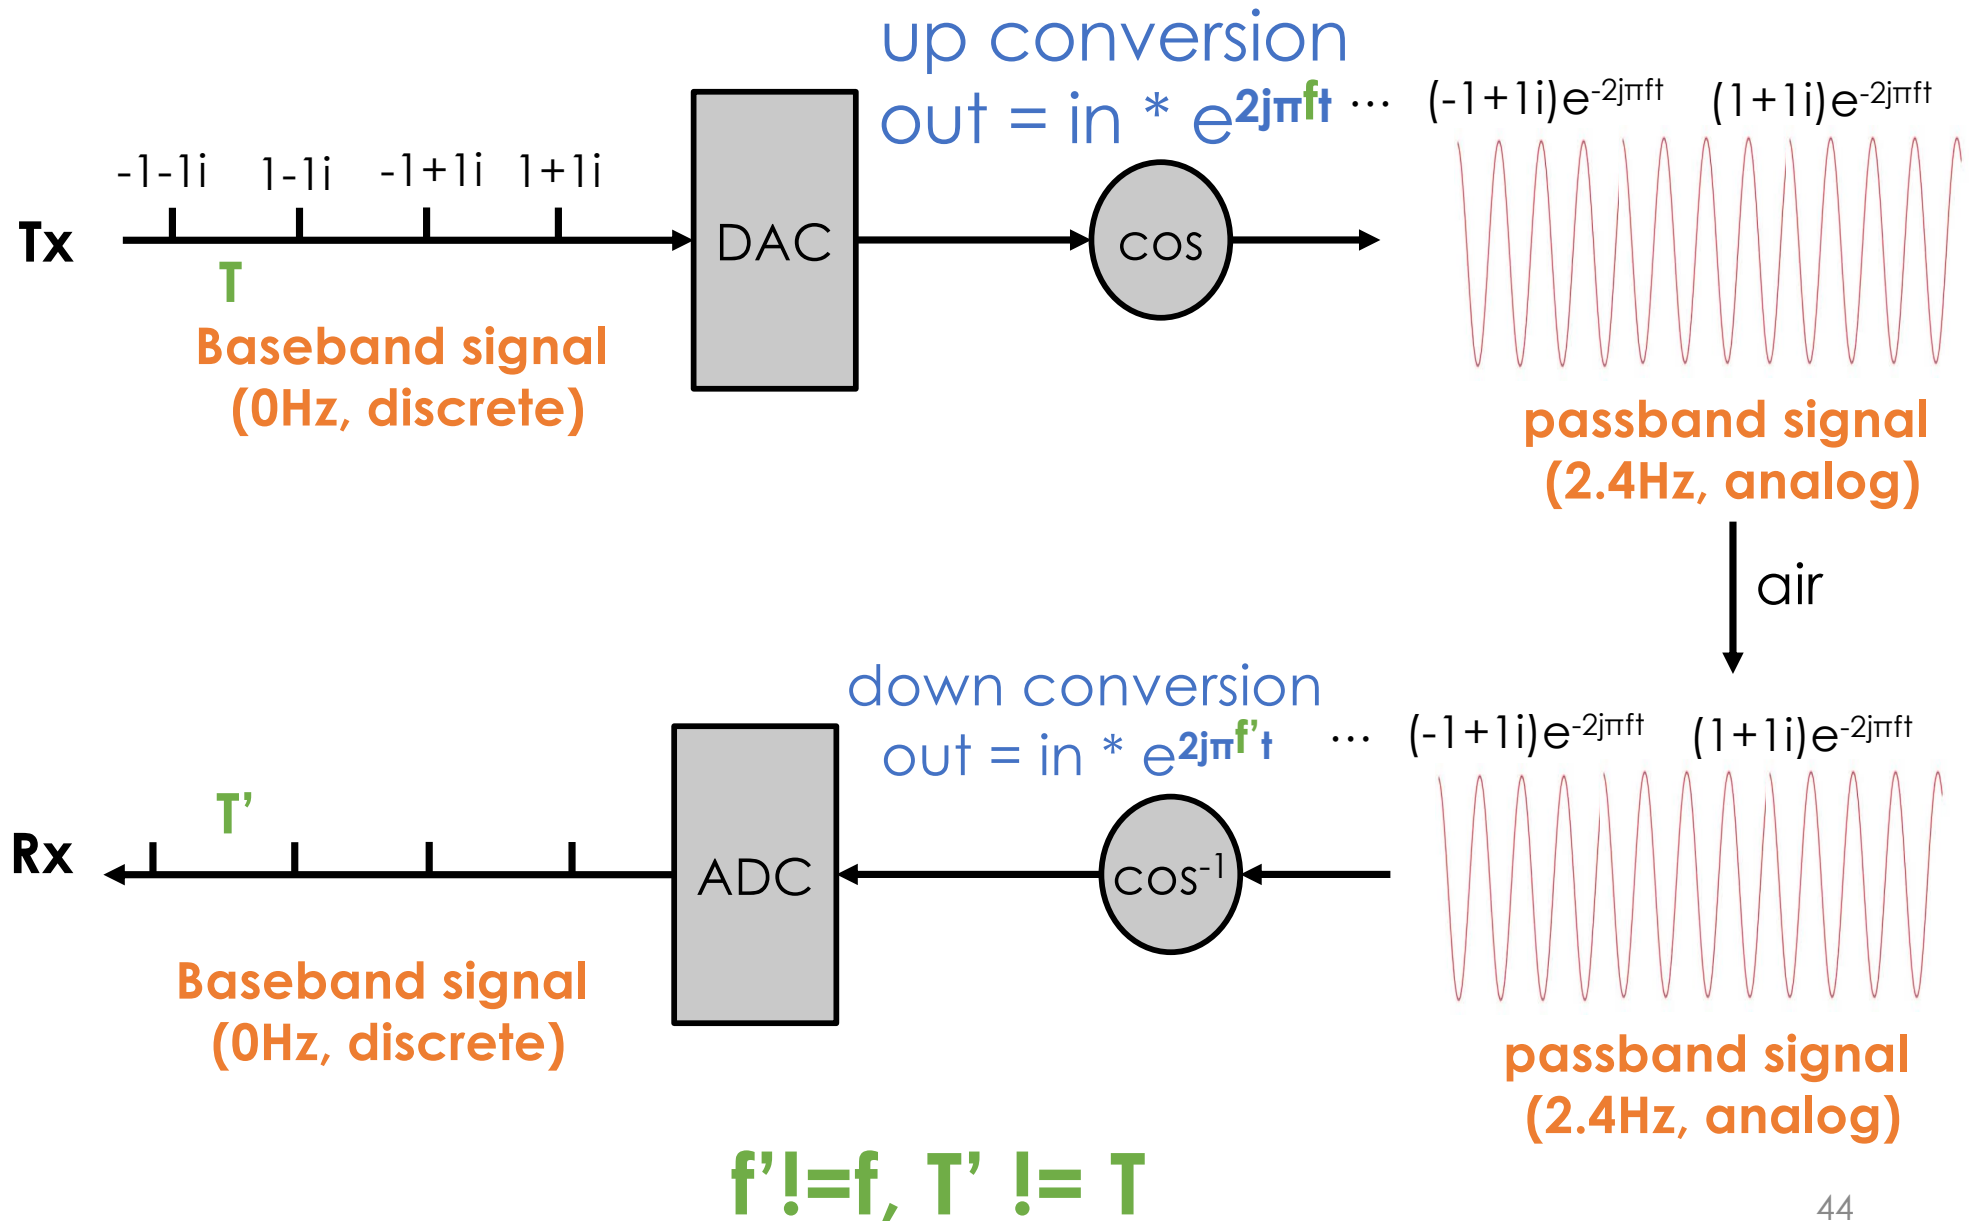 up conversion
out = in * e^2jπft
... (-1+1i)e^-2jπft (1+1i)e^-2jπft
-1-1i 1-1i -1+1i 1+1i
Tx
T
DAC
cos
Baseband signal
(0Hz, discrete)
passband signal
(2.4Hz, analog)
air
down conversion
out = in * e^2jπf't
... (-1+1i)e^-2jπft (1+1i)e^-2jπft
T'
Rx
ADC
cos^-1
Baseband signal
(0Hz, discrete)
passband signal
(2.4Hz, analog)
f'!=f, T' != T
44